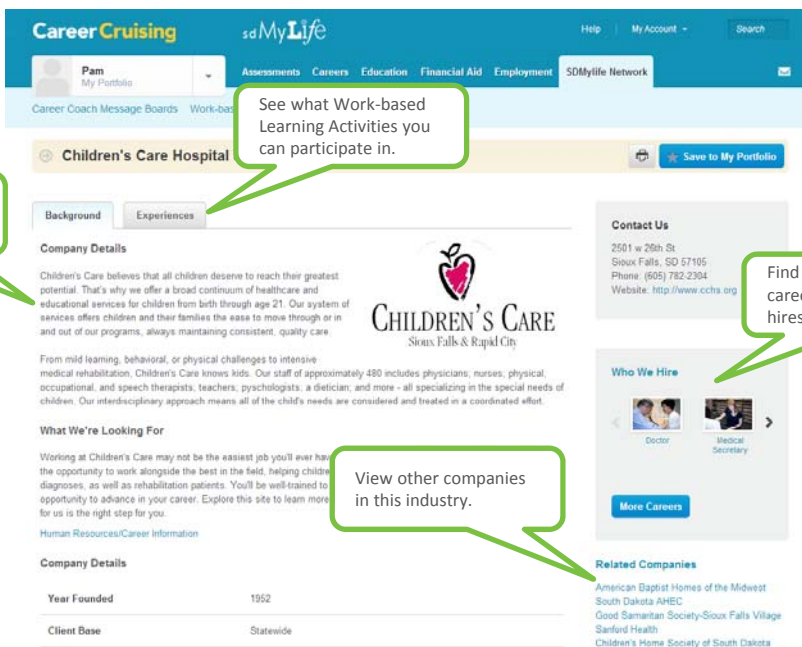 CareerCruising
sdMyLife
Help
My Account
Search
Pam
My Portfolio
Assessments Careers Education Financial Aid Employment SDMylife Network
Career Coach Message Boards Work-bas
See what Work-based
Learning Activities you
can participate in.
Children's Care Hospital
Save to My Portfolio
Background
Experiences
Company Details
Children's Care believes that all children deserve to reach their greatest
potential. That's why we offer a broad continuum of healthcare and
educational services for children from birth through age 21. Our system of
services offers children and their families the ease to move through or in
and out of our programs, always maintaining consistent, quality care.
From mild learning, behavioral, or physical challenges to intensive
medical rehabilitation, Children's Care knows kids. Our staff of approximately 480 includes physicians; nurses; physical,
occupational, and speech therapists; teachers; pyschologists; a dietician; and more - all specializing in the special needs of
children. Our interdisciplinary approach means all of the child's needs are considered and treated in a coordinated effort.
CHILDREN'S CARE
Sioux Falls & Rapid City
What We're Looking For
Working at Children's Care may not be the easiest job you'll ever hav
the opportunity to work alongside the best in the field, helping childre
diagnoses, as well as rehabilitation patients. You'll be well-trained to
opportunity to advance in your career. Explore this site to learn more
for us is the right step for you.
Human Resources/Career Information
View other companies
in this industry.
Company Details
Year Founded 1952
Client Base Statewide
Contact Us
2501 w 26th St
Sioux Falls, SD 57105
Phone: (605) 782-2304
Website: http://www.cchs.org
Find
caree
hires
Who We Hire
Doctor
Medical
Secretary
More Careers
Related Companies
American Baptist Homes of the Midwest
South Dakota AHEC
Good Samaritan Society-Sioux Falls Village
Sanford Health
Children's Home Society of South Dakota